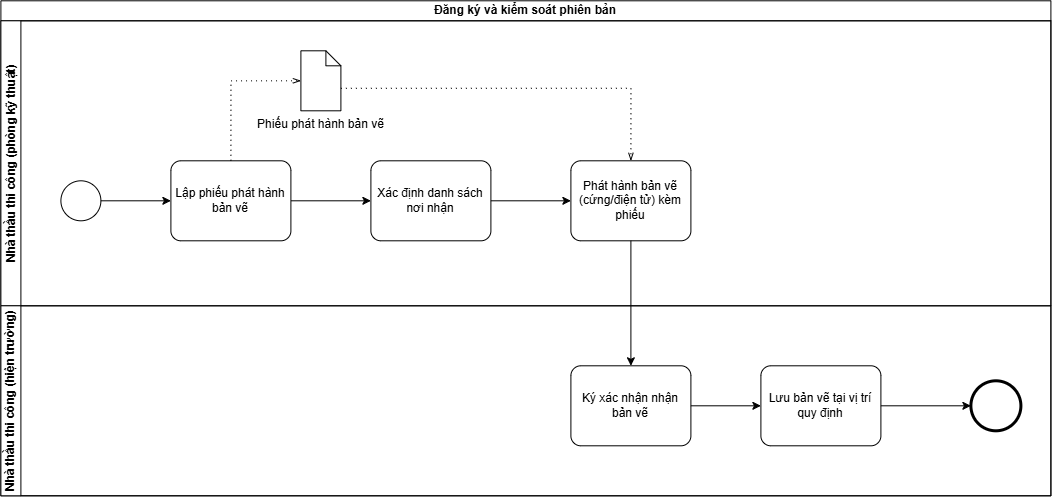 Đăng ký và kiểm soát phiên bản
Nhà thầu thi công (phòng kỹ thuật)
Phiếu phát hành bản vẽ
Lập phiếu phát hành
bản vẽ
Xác định danh sách
nơi nhận
Phát hành bản vẽ
(cứng/điện tử) kèm
phiếu
Nhà thầu thi công (hiện trường)
Ký xác nhận nhận
bản vẽ
Lưu bản vẽ tại vị trí
quy định